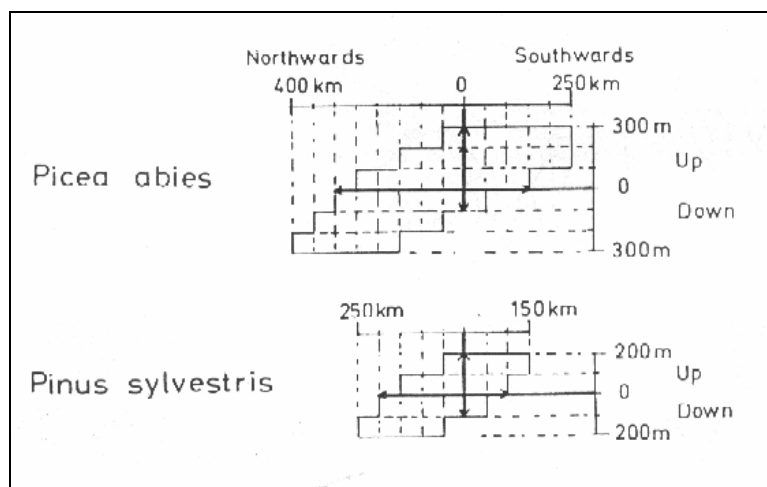 Northwards Southwards
400 km 0 250 km
300 m
Up
Picea abies
0
Down
300 m
250 km 150 km
200 m
Up
Pinus sylvestris
0
Down
200 m